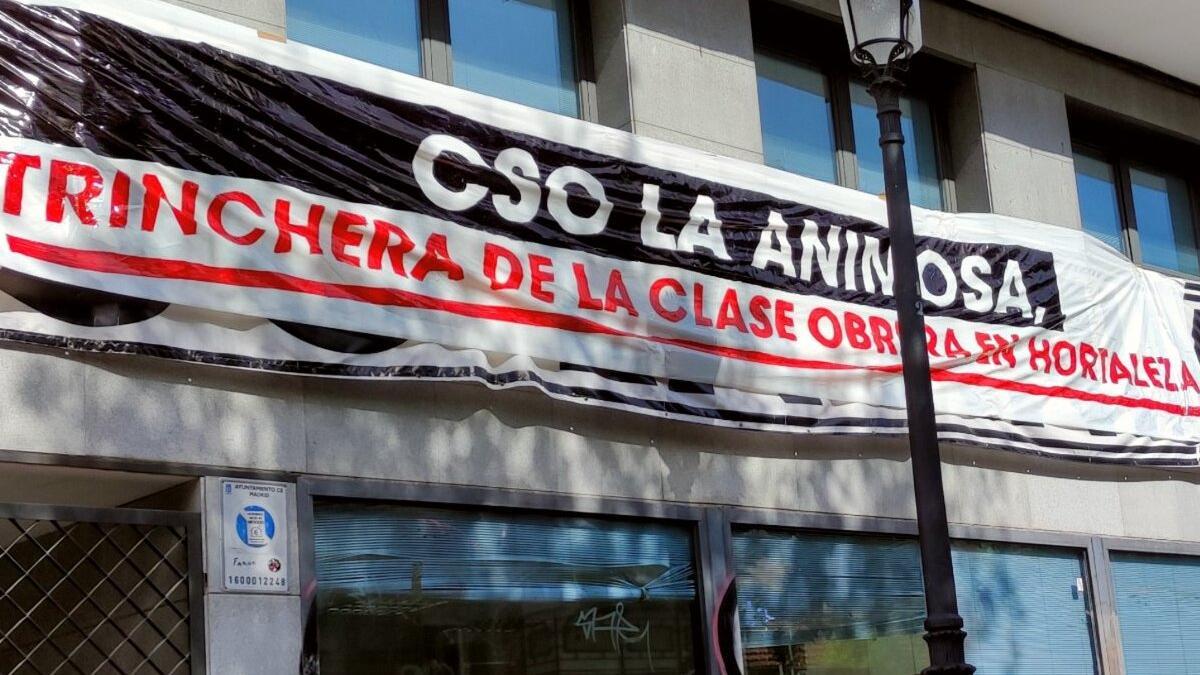 CSO LA ANIMOSA,
TRINCHERA DE LA CLASE OBRERA EN HORTALEZA
AYUNTAMIENTO DE
MADRID
1600012248